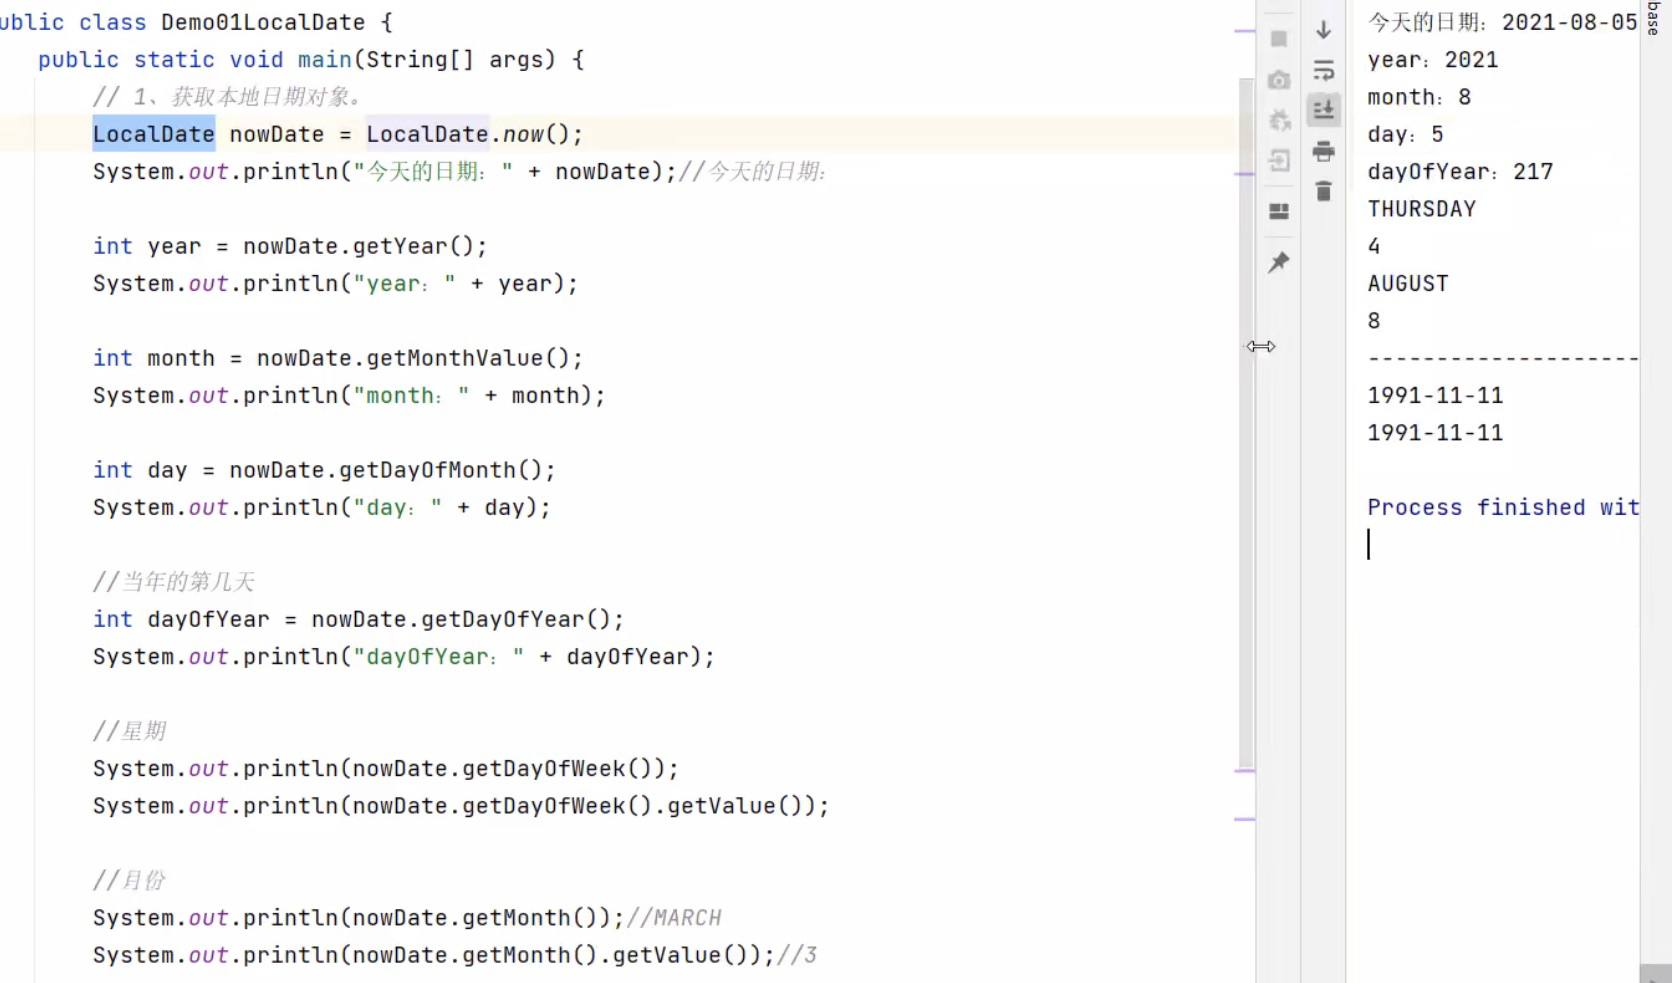 ublic class Demo01LocalDate {
public static void main(String[] args) {
// 1、获取本地日期对象。
LocalDate nowDate = LocalDate.now();
System.out.println("今天的日期：" + nowDate);//今天的日期：
int year = nowDate.getYear();
System.out.println("year：" + year);
int month = nowDate.getMonthValue();
System.out.println("month：" + month);
int day = nowDate.getDayOfMonth();
System.out.println("day：" + day);
//当年的第几天
int dayOfYear = nowDate.getDayOfYear();
System.out.println("dayOfYear：" + dayOfYear);
//星期
System.out.println(nowDate.getDayOfWeek());
System.out.println(nowDate.getDayOfWeek().getValue());
//月份
System.out.println(nowDate.getMonth());//MARCH
System.out.println(nowDate.getMonth().getValue());//3
今天的日期：2021-08-05
year：2021
month：8
day：5
dayOfYear：217
THURSDAY
4
AUGUST
8
--------------------
1991-11-11
1991-11-11
Process finished wit
base